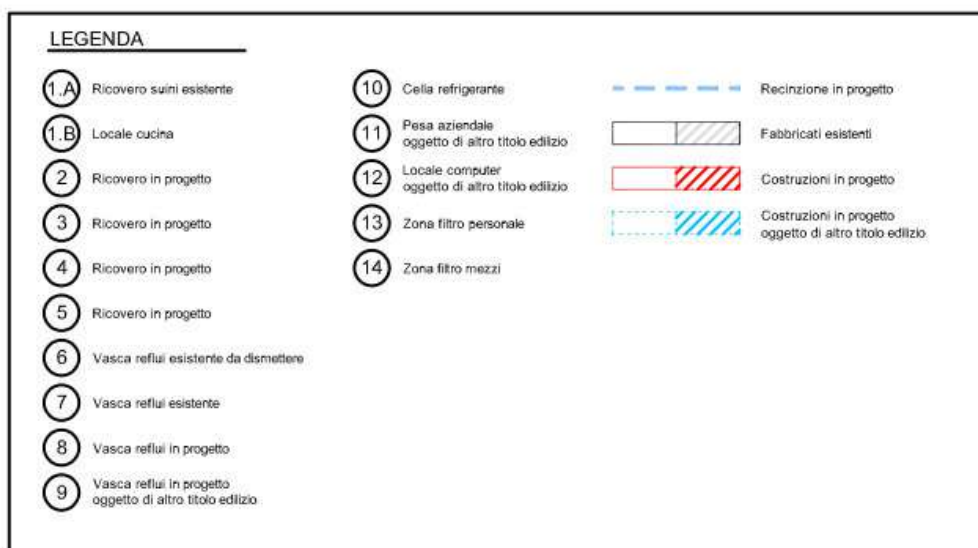 LEGENDA
1.A Ricovero suini esistente
1.B Locale cucina
2 Ricovero in progetto
3 Ricovero in progetto
4 Ricovero in progetto
5 Ricovero in progetto
6 Vasca reflui esistente da dismettere
7 Vasca reflui esistente
8 Vasca reflui in progetto
9 Vasca reflui in progetto
oggetto di altro titolo edilizio
10 Cella refrigerante
11 Pesa aziendale
oggetto di altro titolo edilizio
12 Locale computer
oggetto di altro titolo edilizio
13 Zona filtro personale
14 Zona filtro mezzi
Recinzione in progetto
Fabbricati esistenti
Costruzioni in progetto
Costruzioni in progetto
oggetto di altro titolo edilizio